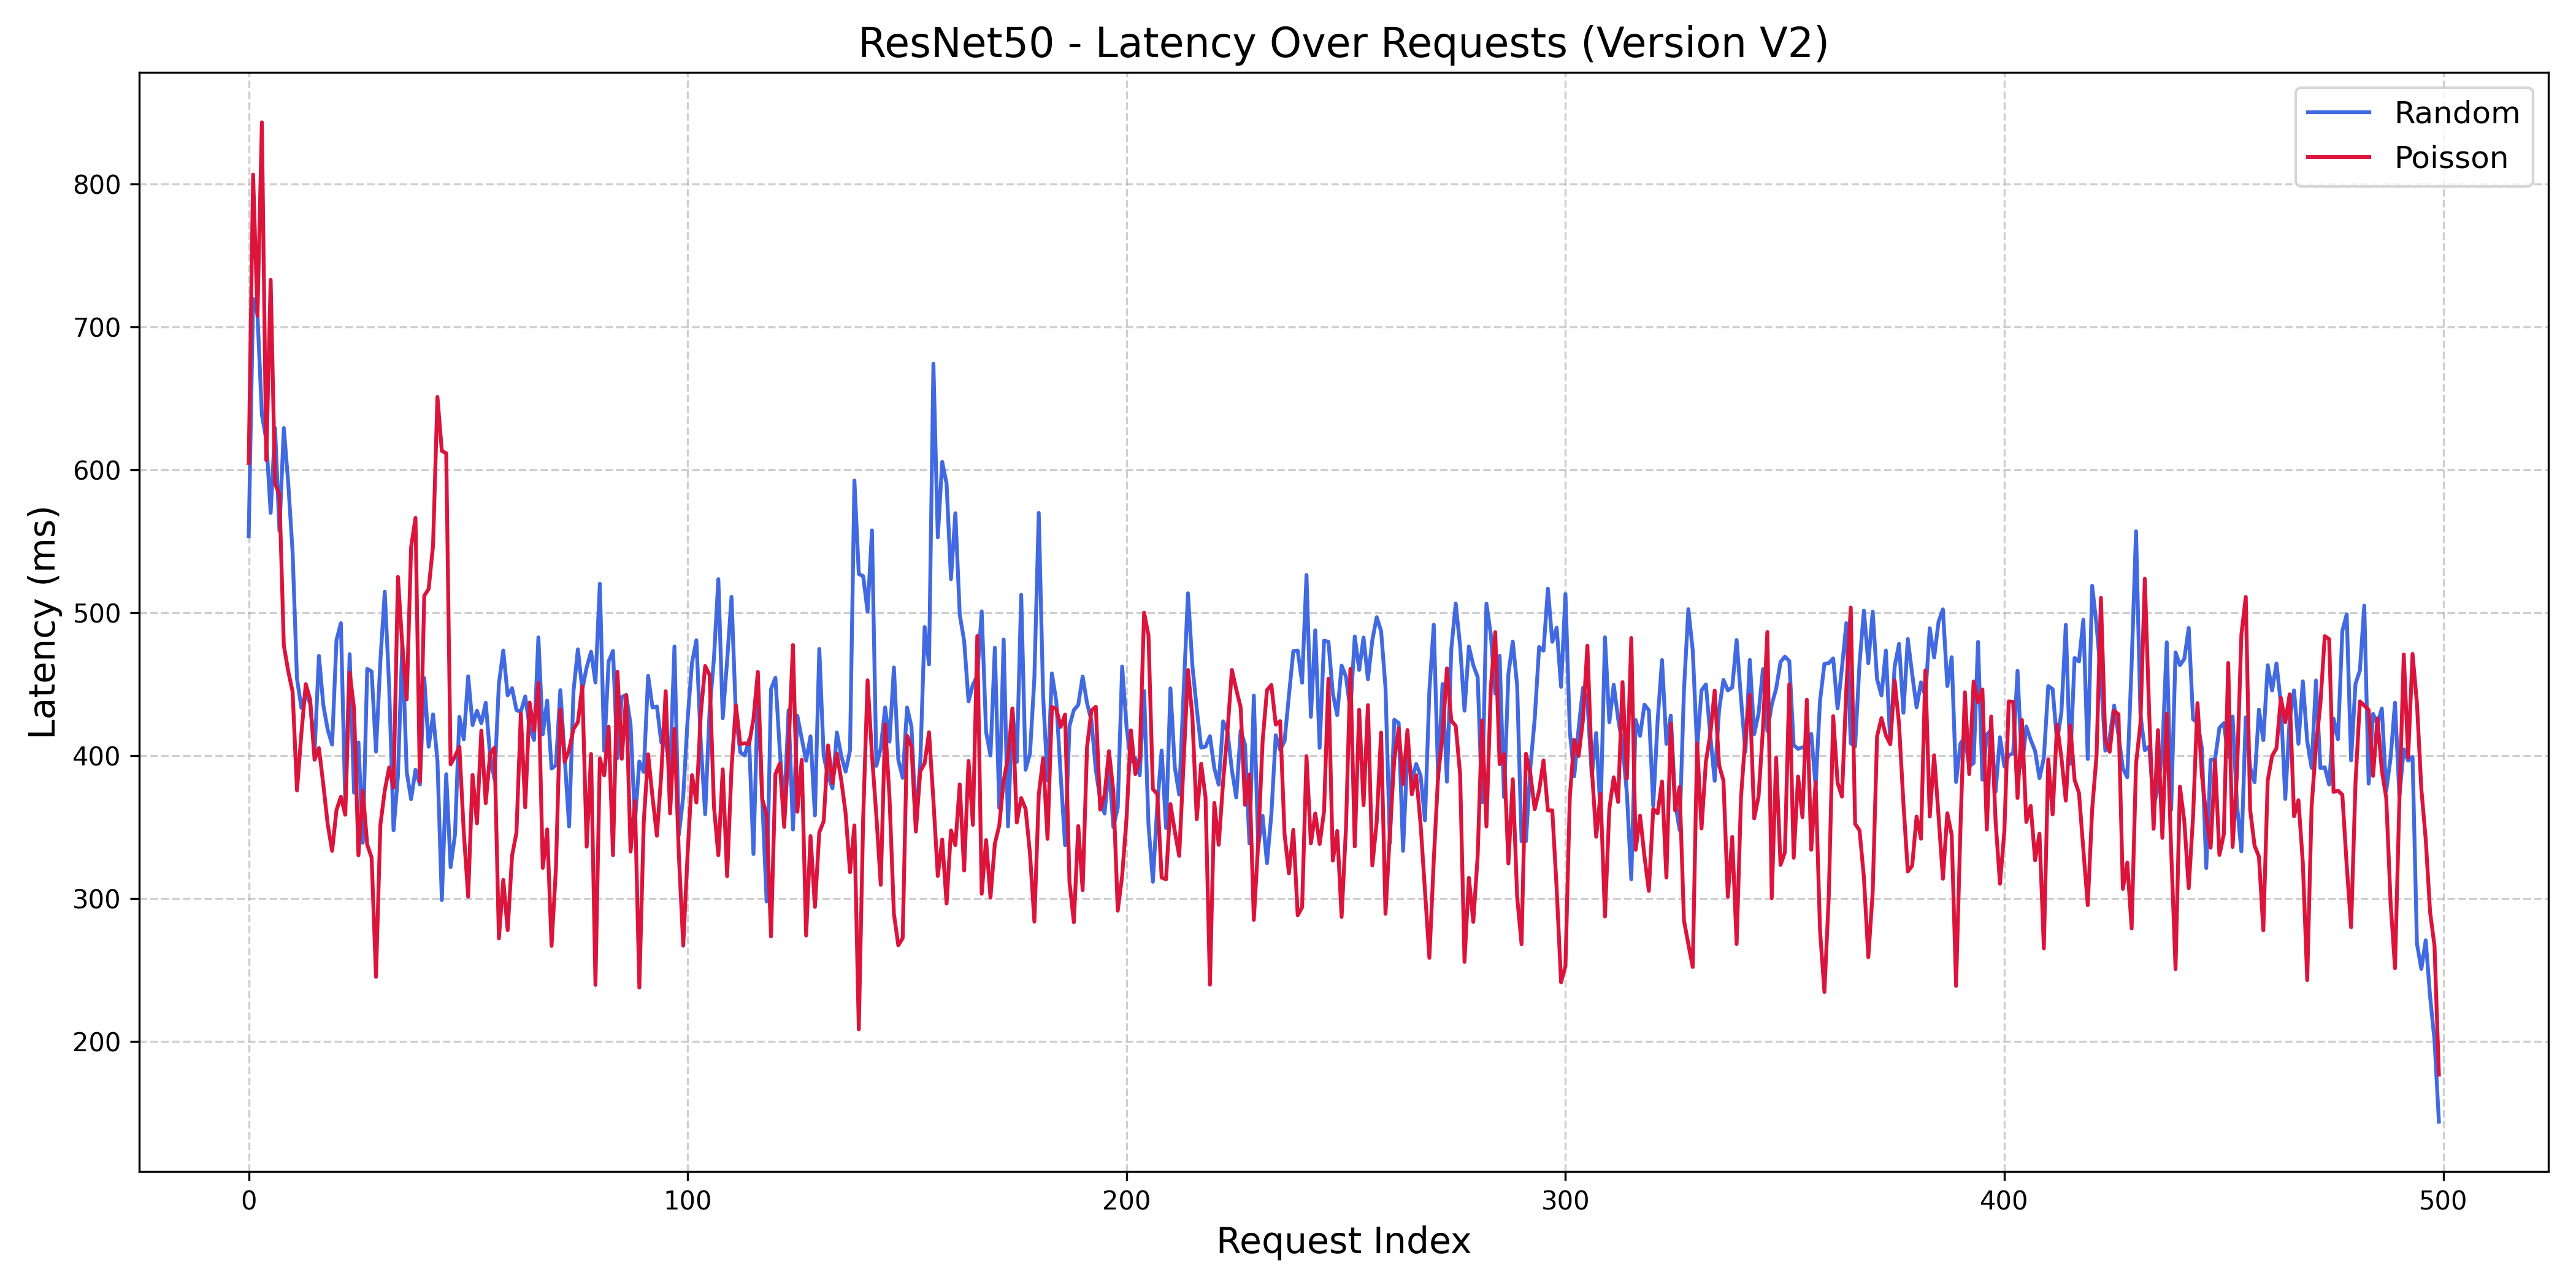 ResNet50 - Latency Over Requests (Version V2)
Random
Poisson
Latency (ms)
800
700
600
500
400
300
200
0
100
200
300
400
500
Request Index